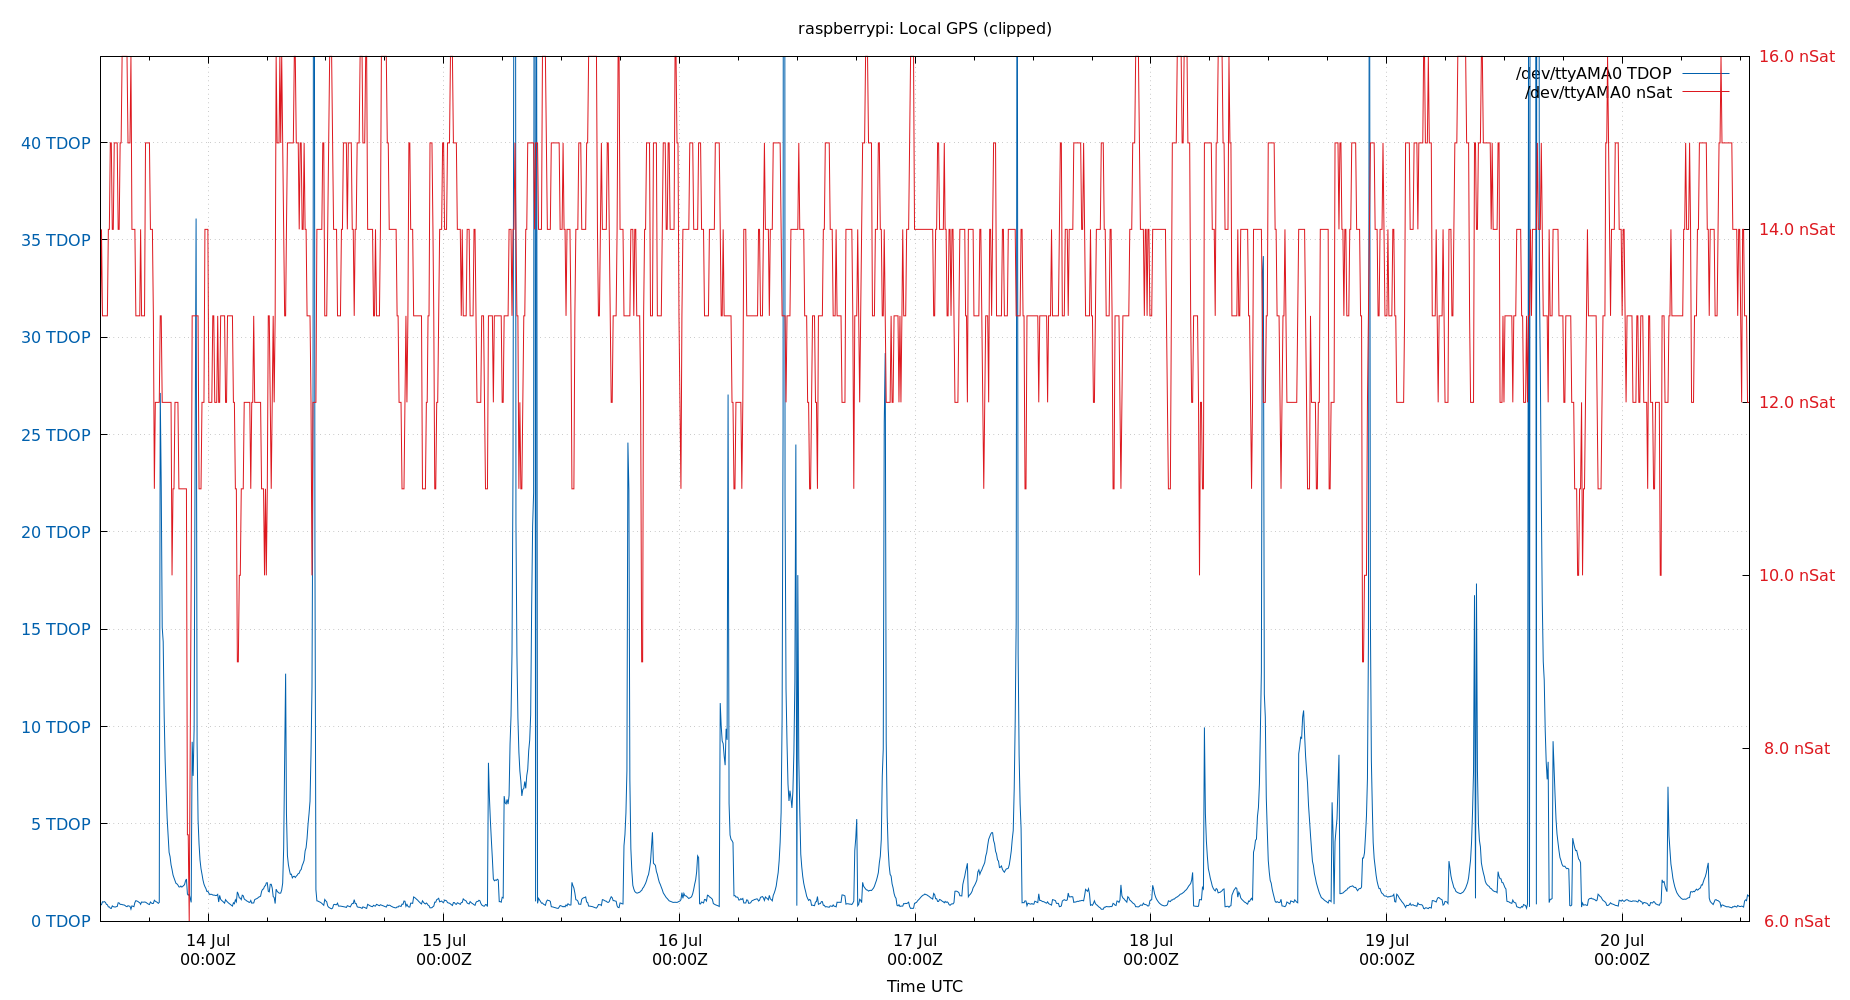 raspberrypi: Local GPS (clipped)
/dev/ttyAMA0 TDOP
/dev/ttyAMA0 nSat
40 TDOP
35 TDOP
30 TDOP
25 TDOP
20 TDOP
15 TDOP
10 TDOP
5 TDOP
0 TDOP
16.0 nSat
14.0 nSat
12.0 nSat
10.0 nSat
8.0 nSat
6.0 nSat
14 Jul
00:00Z
15 Jul
00:00Z
16 Jul
00:00Z
17 Jul
00:00Z
18 Jul
00:00Z
19 Jul
00:00Z
20 Jul
00:00Z
Time UTC